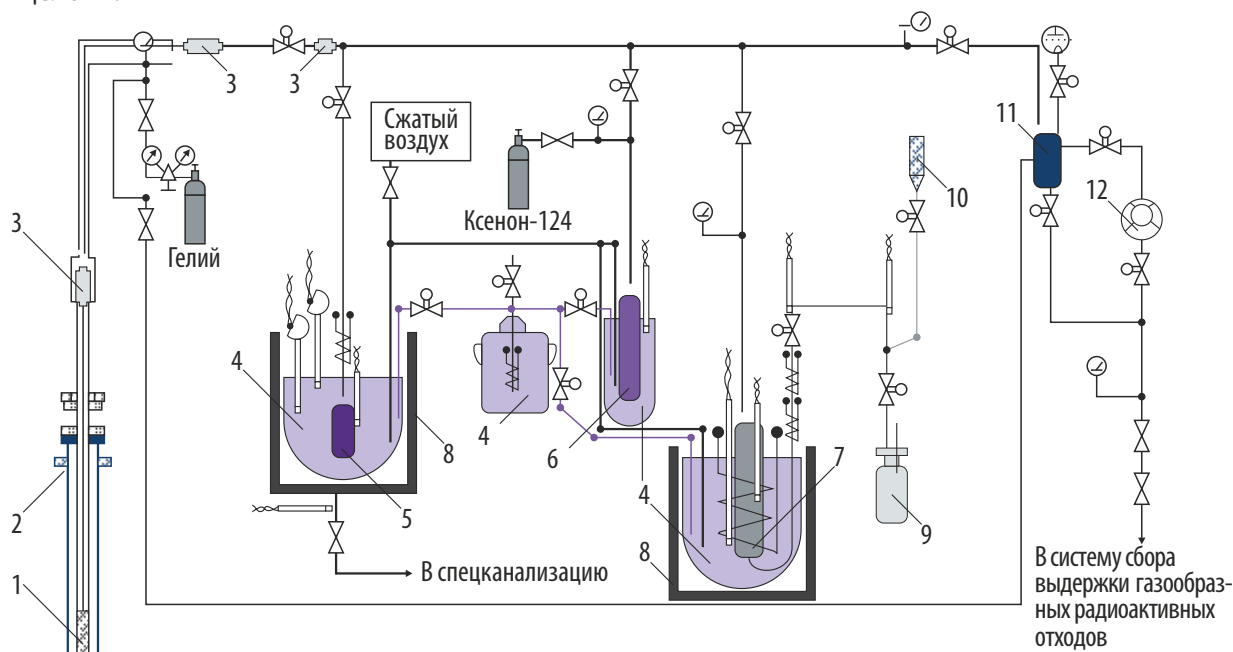 3
3
Сжатый
воздух
11
10
12
Ксенон-124
3
Гелий
4
4
6
4
8
5
7
4
9
2
8
В спецканализацию
1
В систему сбора
выдержки газообраз-
ных радиоактивных
отходов